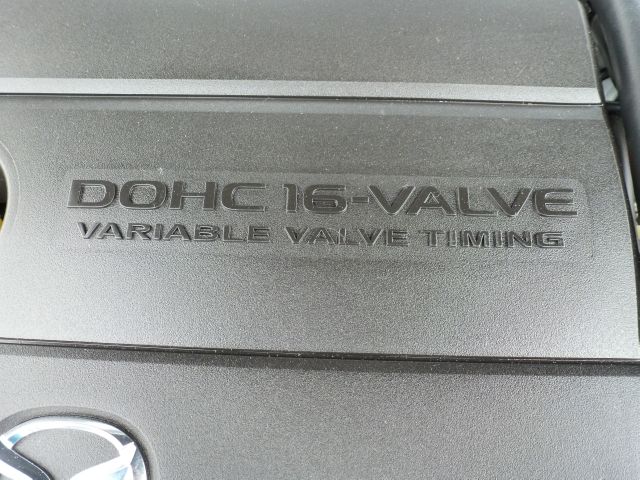 DOHC 16-VALVE
VARIABLE VALVE TIMING